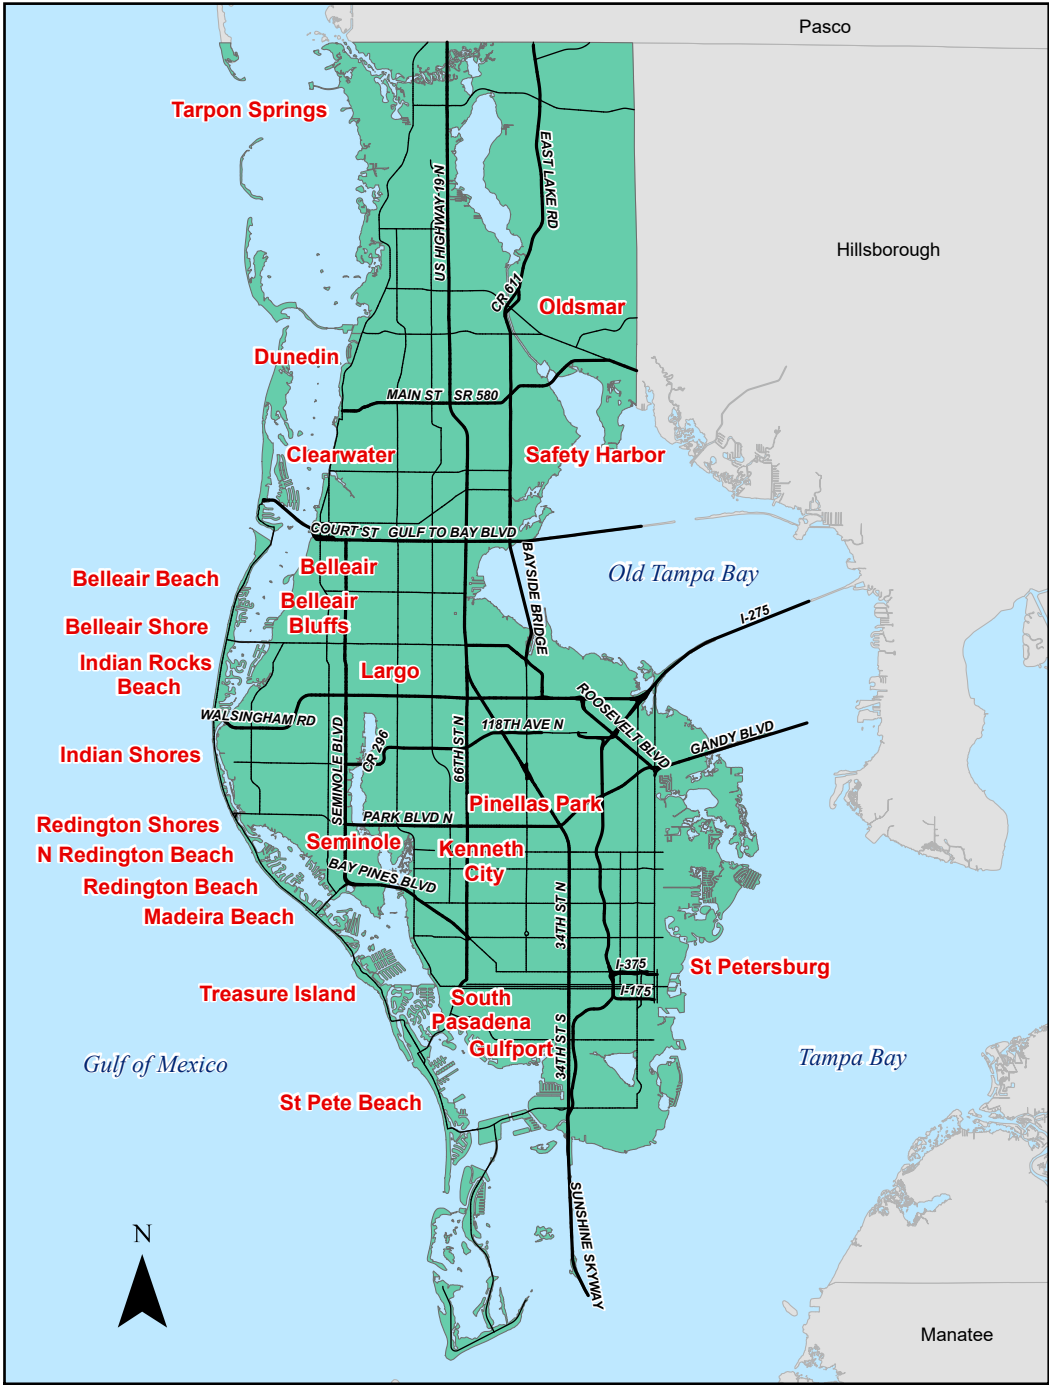 Pasco
Tarpon Springs
EAST LAKE RD
US HIGHWAY 19 N
Hillsborough
CR 611
Oldsmar
Dunedin
MAIN ST SR 580
Clearwater
Safety Harbor
COURT ST GULF TO BAY BLVD
Belleair
Old Tampa Bay
Belleair Beach
BAYSIDE BRIDGE
Belleair
Bluffs
I-275
Belleair Shore
Indian Rocks
Beach
Largo
WALSINGHAM RD
ROOSEVELT BLVD
118TH AVE N
GANDY BLVD
Indian Shores
CR 296
66TH ST N
SEMINOLE BLVD
Pinellas Park
PARK BLVD N
Redington Shores
Seminole
Kenneth
City
N Redington Beach
BAY PINES BLVD
Redington Beach
Madeira Beach
34TH ST N
I-375
St Petersburg
I-175
Treasure Island
South
Pasadena
Gulfport
34TH ST S
Gulf of Mexico
Tampa Bay
St Pete Beach
SUNSHINE SKYWAY
N
Manatee